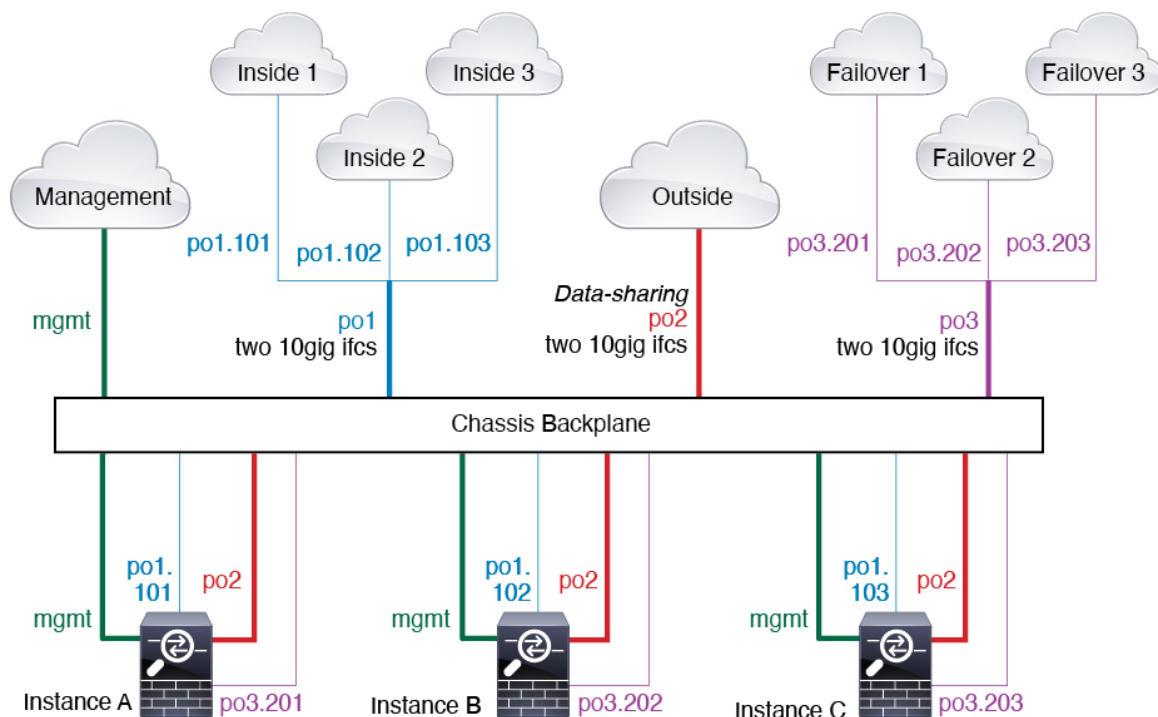 Inside 1
Inside 3
Failover 1
Failover 3
Inside 2
Failover 2
Management
Outside
po1.101
po1.102
po1.103
po3.201
po3.202
po3.203
mgmt
po1
two 10gig ifcs
Data-sharing
po2
two 10gig ifcs
po3
two 10gig ifcs
Chassis Backplane
po1.
101
po2
mgmt
Instance A
po3.201
po1.
102
po2
mgmt
Instance B
po3.202
po1.
103
po2
mgmt
Instance C
po3.203